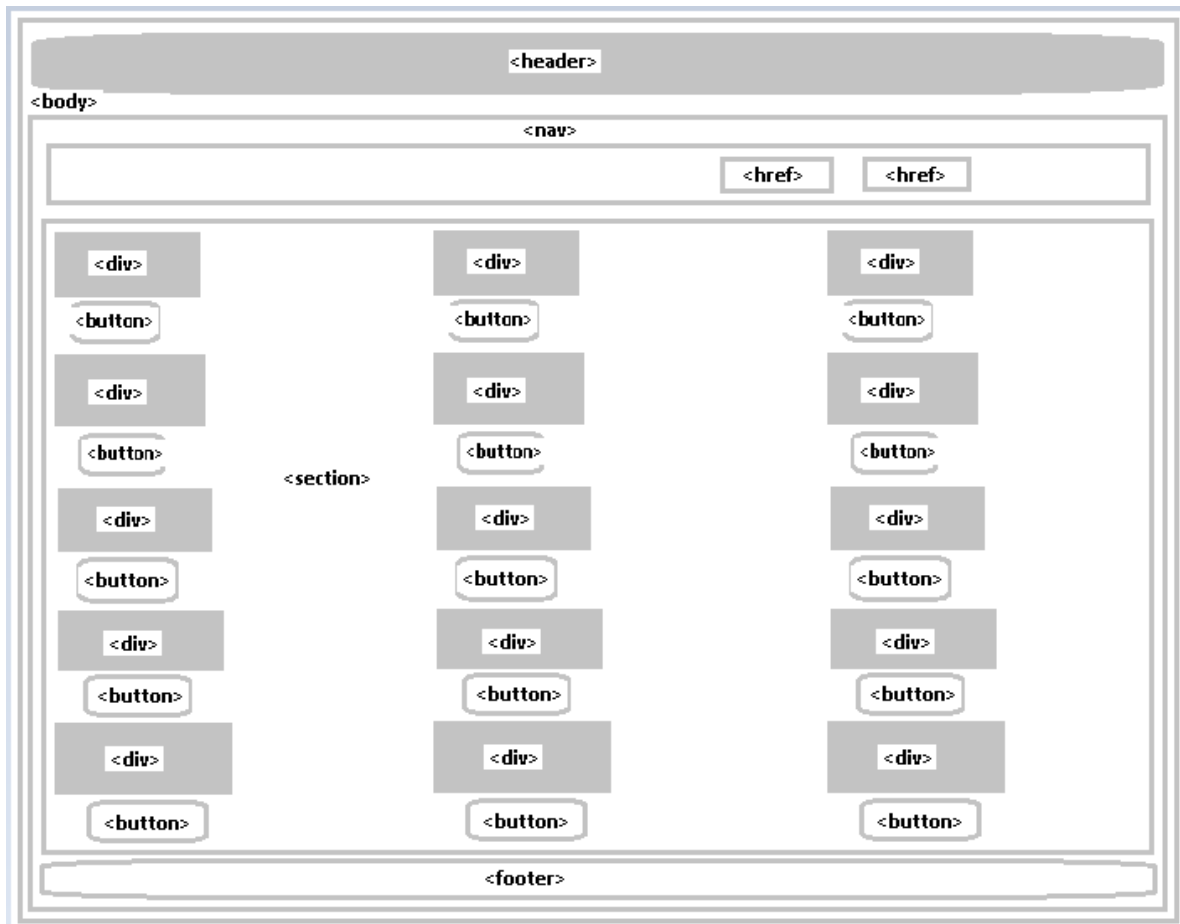 <header>
<body>
<nav>
<href> <href>
<div> <div> <div>
<button> <button> <button>
<div> <div> <div>
<button> <button> <button>
<section>
<div> <div> <div>
<button> <button> <button>
<div> <div> <div>
<button> <button> <button>
<div> <div> <div>
<button> <button> <button>
<footer>